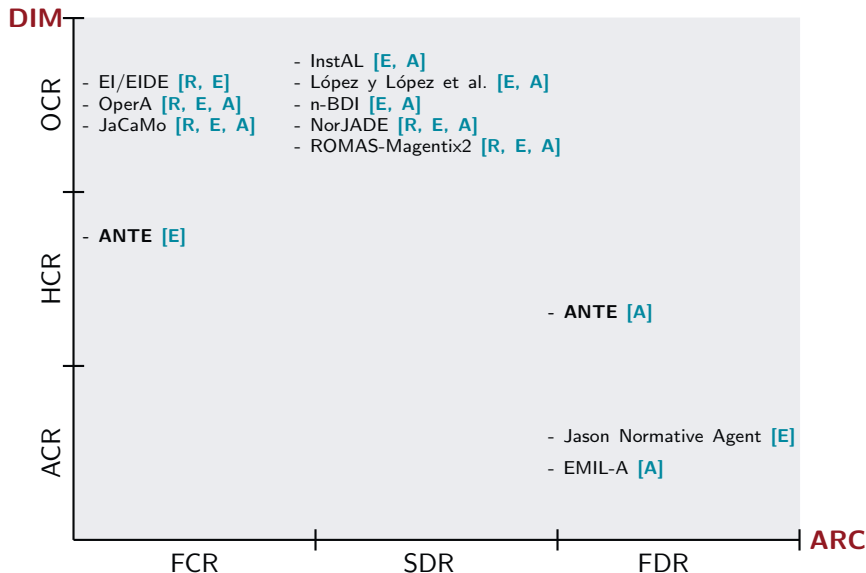 DIM
OCR
- EI/EIDE [R, E]
- OperA [R, E, A]
- JaCaMo [R, E, A]
- InstAL [E, A]
- López y López et al. [E, A]
- n-BDI [E, A]
- NorJADE [R, E, A]
- ROMAS-Magentix2 [R, E, A]
HCR
- ANTE [E]
- ANTE [A]
ACR
- Jason Normative Agent [E]
- EMIL-A [A]
FCR
SDR
FDR
ARC